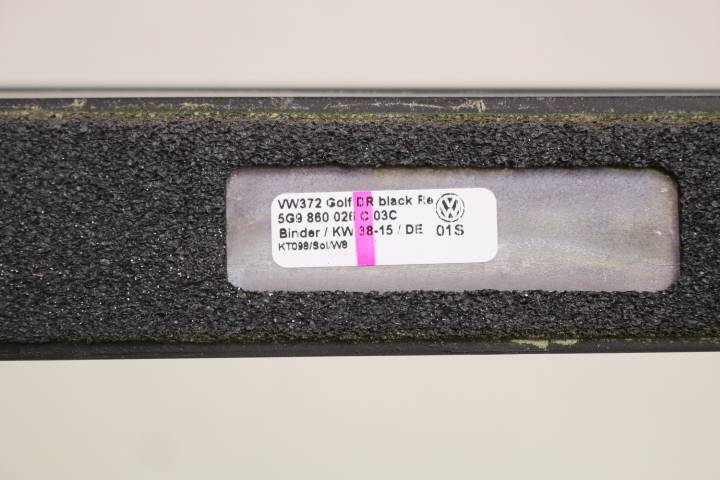 VW372 Golf DR black Re
5G9 860 026 C 03C
Binder / KW 38-15 / DE 01S
KT098/Sol/W8